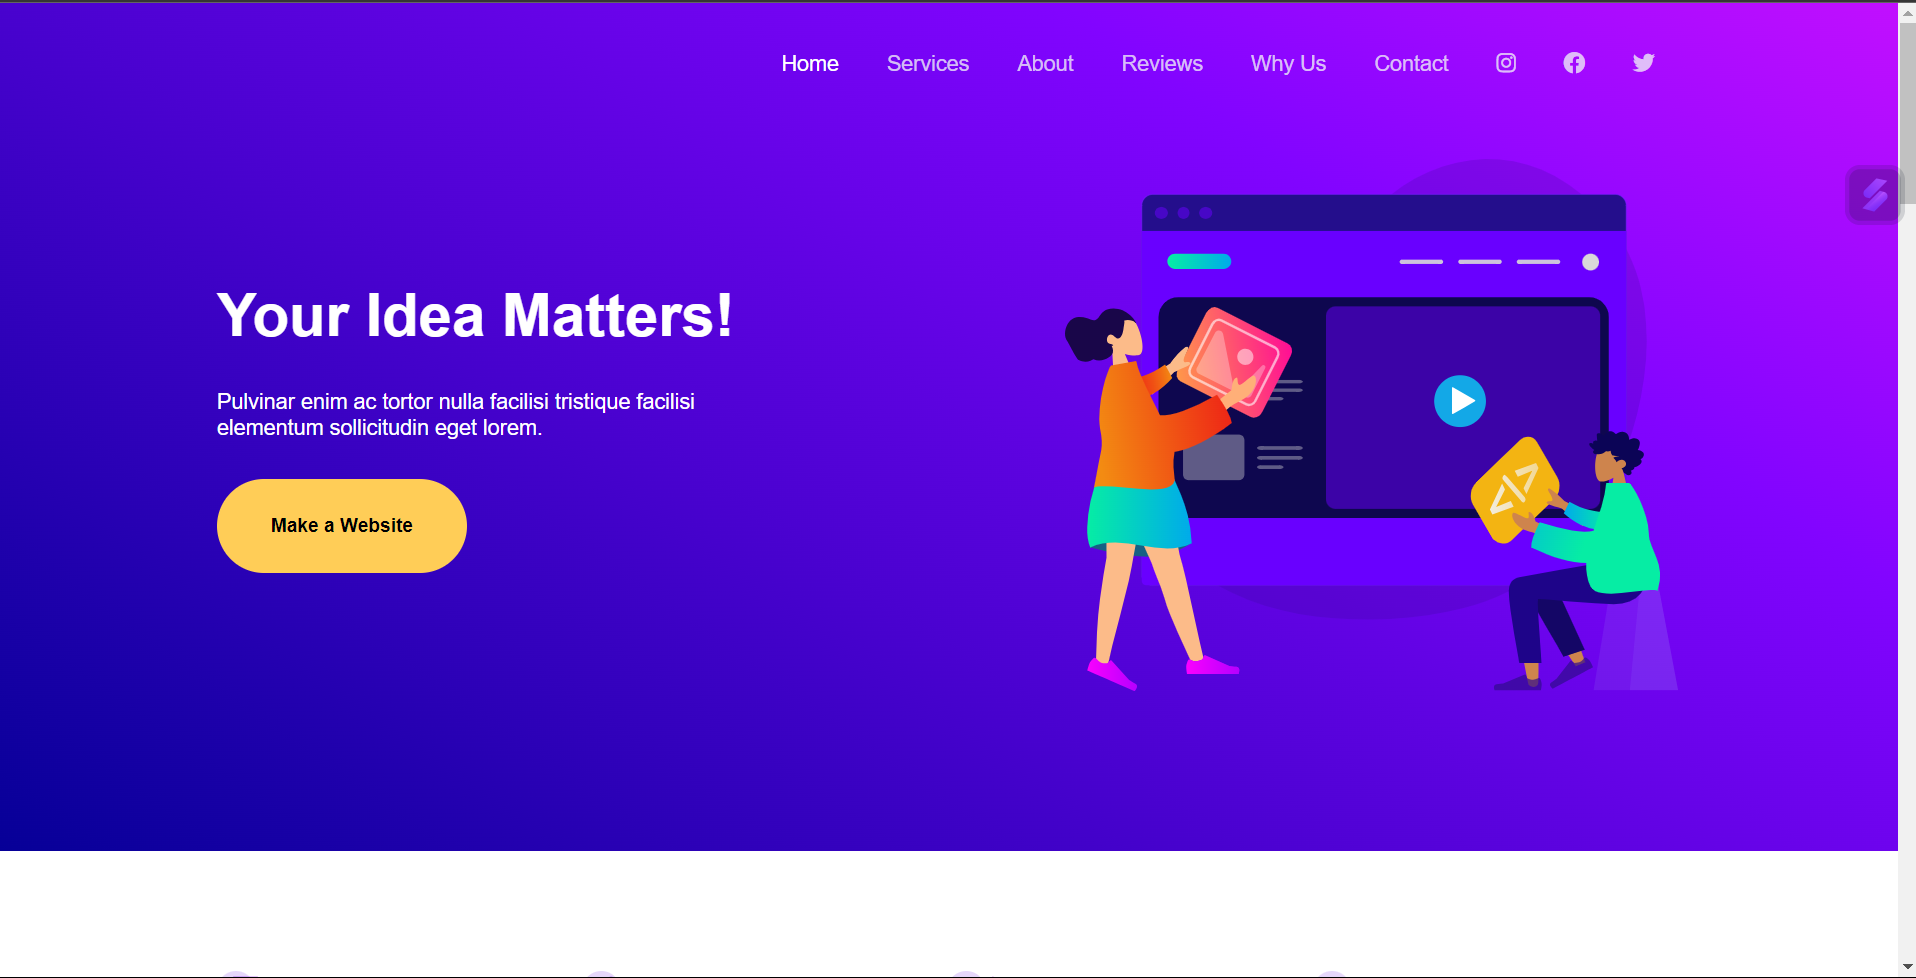 Home Services About Reviews Why Us Contact
Your Idea Matters!
Pulvinar enim ac tortor nulla facilisi tristique facilisi
elementum sollicitudin eget lorem.
Make a Website